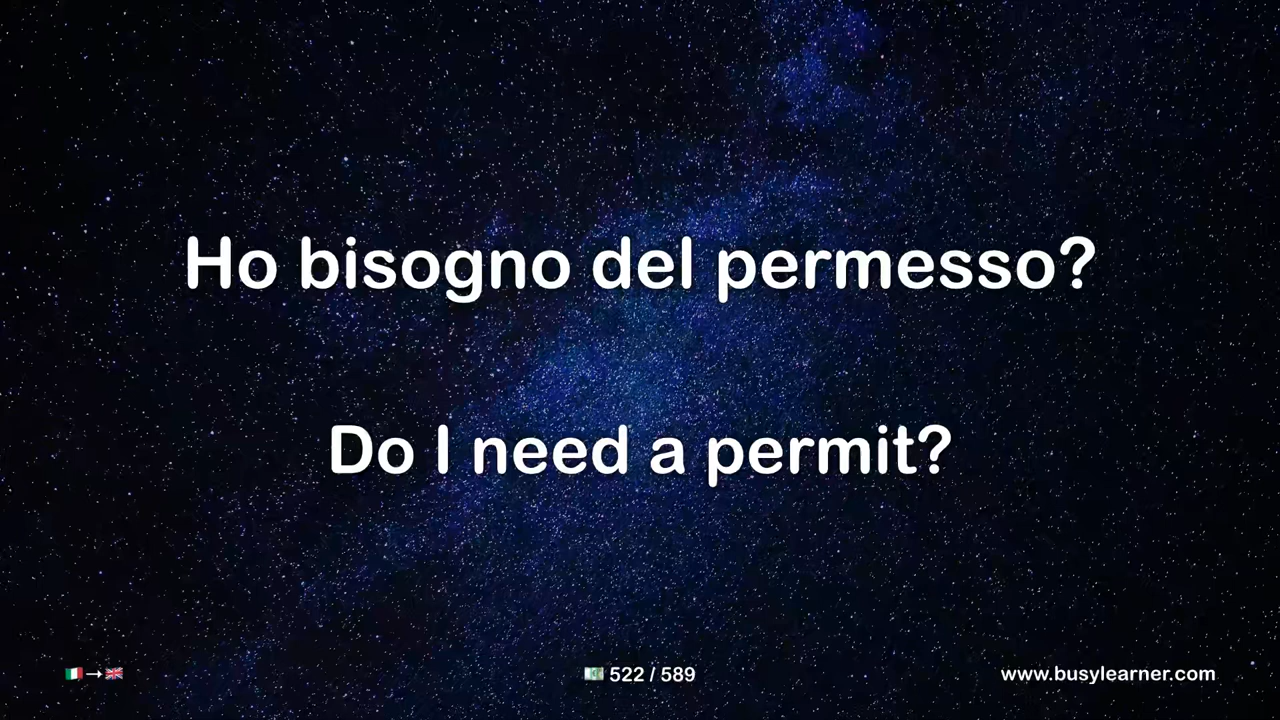 Ho bisogno del permesso?
Do I need a permit?
🇮🇹→🇬🇧
💵 522 / 589
www.busylearner.com